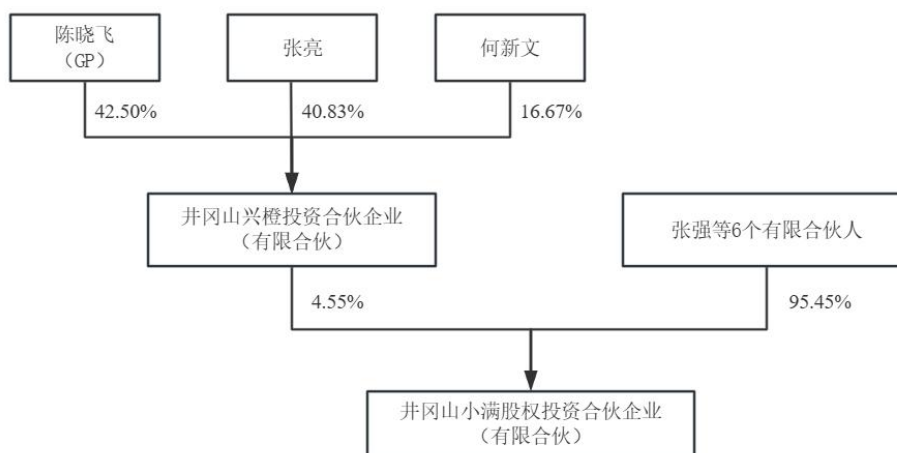 陈晓飞
（GP）
张亮
何新文
42.50%
40.83%
16.67%
井冈山兴橙投资合伙企业
（有限合伙）
张强等6个有限合伙人
4.55%
95.45%
井冈山小满股权投资合伙企业
（有限合伙）